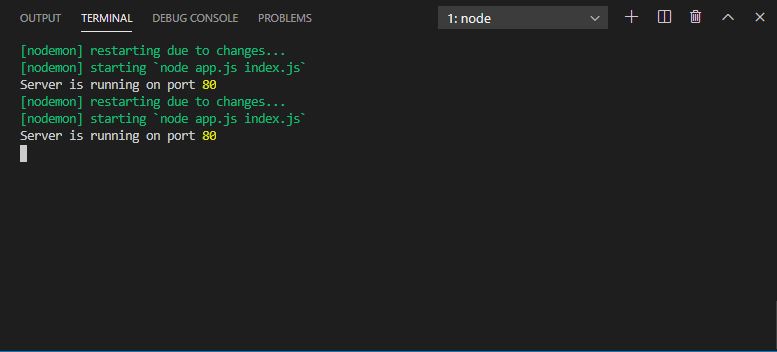 OUTPUT TERMINAL DEBUG CONSOLE PROBLEMS 1: node
[nodemon] restarting due to changes...
[nodemon] starting `node app.js index.js`
Server is running on port 80
[nodemon] restarting due to changes...
[nodemon] starting `node app.js index.js`
Server is running on port 80